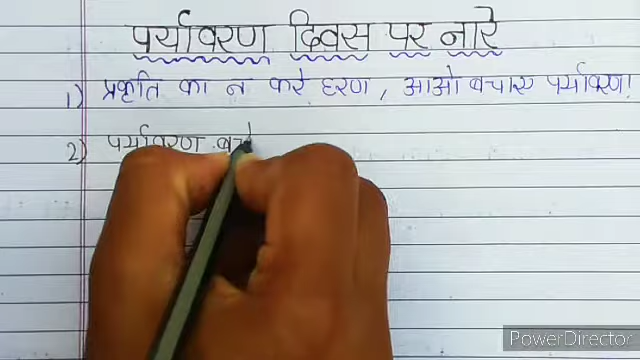 पर्यावरण दिवस पर नारे
1) प्रकृति का न करे हरण, आओ बचाए पर्यावरण।
2) पर्यावरण
PowerDirector